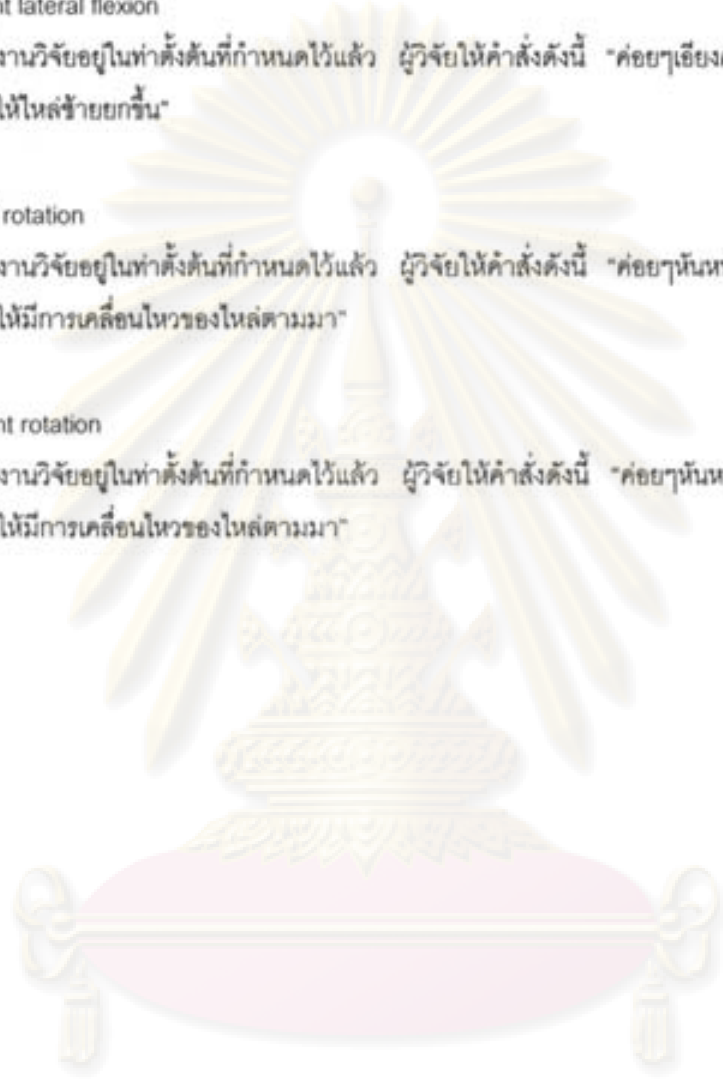 nt lateral flexion
งานวิจัยอยู่ในท่าตั้งต้นที่กำหนดไว้แล้ว ผู้วิจัยให้คำสั่งดังนี้ "ค่อยๆเอียงศ
ให้ไหล่ซ้ายยกขึ้น"
rotation
งานวิจัยอยู่ในท่าตั้งต้นที่กำหนดไว้แล้ว ผู้วิจัยให้คำสั่งดังนี้ "ค่อยๆหันห
ให้มีการเคลื่อนไหวของไหล่ตามมา"
nt rotation
งานวิจัยอยู่ในท่าตั้งต้นที่กำหนดไว้แล้ว ผู้วิจัยให้คำสั่งดังนี้ "ค่อยๆหันห
ให้มีการเคลื่อนไหวของไหล่ตามมา"